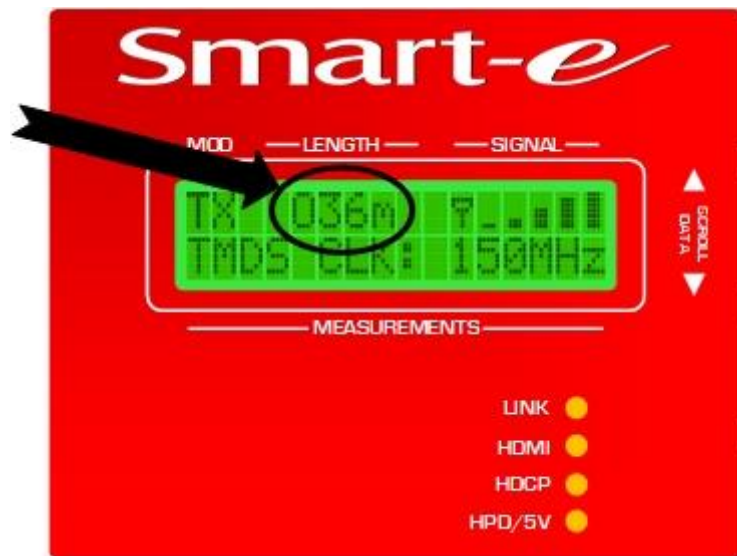 Smart-e
MOD LENGTH SIGNAL
TX 036m
TMDS CLK: 150MHz
SCROLL
DATA
MEASUREMENTS
LINK
HDMI
HDCP
HPD/5V